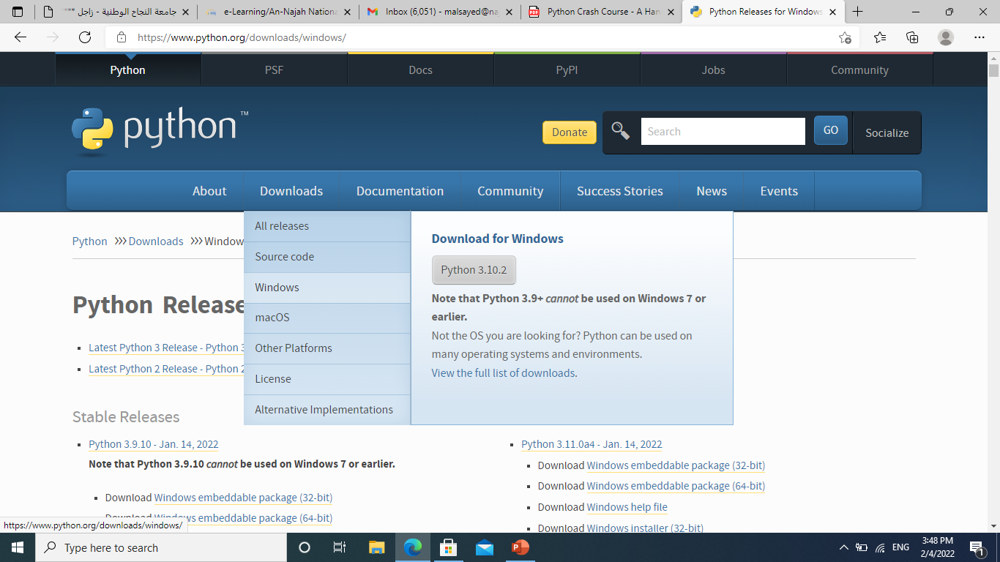 جامعة النجاح الوطنية - زاجل ***
e-Learning/An-Najah Nationa
Inbox (6,051) - malsayed@na
Python Crash Course - A Han
Python Releases for Windows
https://www.python.org/downloads/windows/
Python
PSF
Docs
PyPI
Jobs
Community
python™
Donate
Search
GO
Socialize
About
Downloads
Documentation
Community
Success Stories
News
Events
Python >>> Downloads >>> Window
All releases
Source code
Windows
macOS
Other Platforms
License
Alternative Implementations
Download for Windows
Python 3.10.2
Note that Python 3.9+ cannot be used on Windows 7 or
earlier.
Not the OS you are looking for? Python can be used on
many operating systems and environments.
View the full list of downloads.
Python Release
Latest Python 3 Release - Python 3
Latest Python 2 Release - Python 2
Stable Releases
Python 3.9.10 - Jan. 14, 2022
Note that Python 3.9.10 cannot be used on Windows 7 or earlier.
Download Windows embeddable package (32-bit)
Download Windows embeddable package (64-bit)
Python 3.11.0a4 - Jan. 14, 2022
Download Windows embeddable package (32-bit)
Download Windows embeddable package (64-bit)
Download Windows help file
Download Windows installer (32-bit)
https://www.python.org/downloads/windows/
Type here to search
ENG
3:48 PM
2/4/2022
1